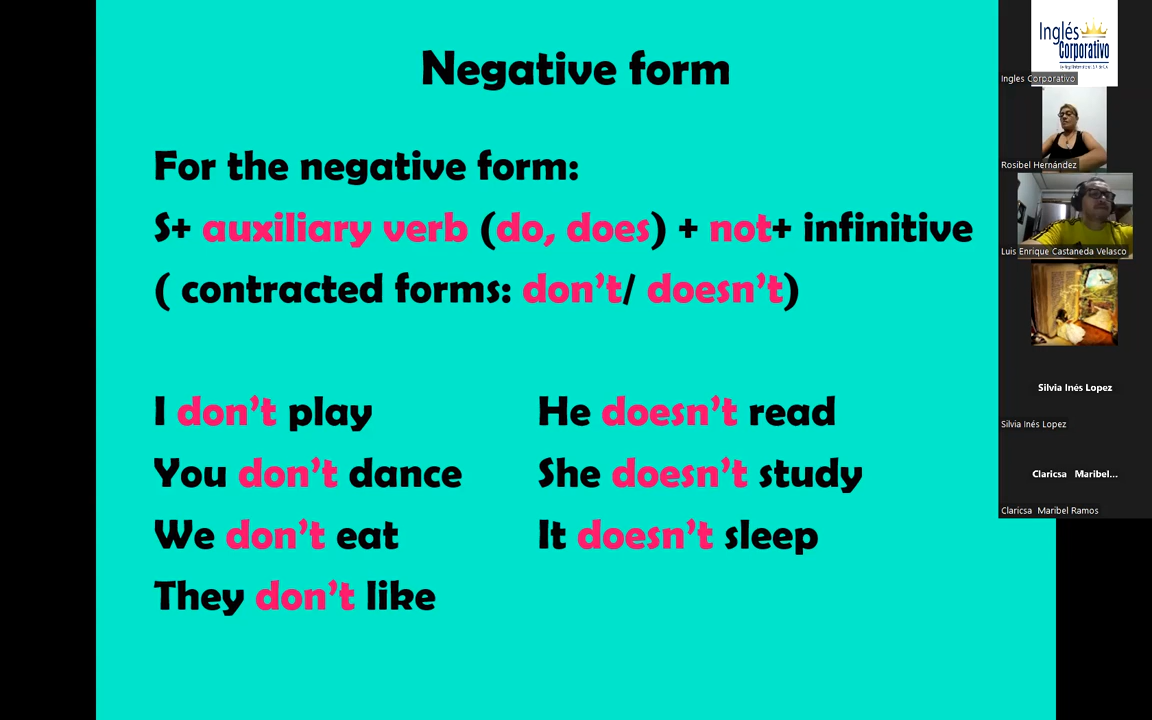 Negative form
For the negative form:
S+ auxiliary verb (do, does) + not+ infinitive
( contracted forms: don't/ doesn't)
I don't play
You don't dance
We don't eat
They don't like
He doesn't read
She doesn't study
It doesn't sleep
Inglés
Corporativo
Ingles Corporativo
Rosibel Hernández
Luis Enrique Castaneda Velasco
Silvia Inés Lopez
Silvia Inés Lopez
Claricsa Maribel...
Claricsa Maribel Ramos